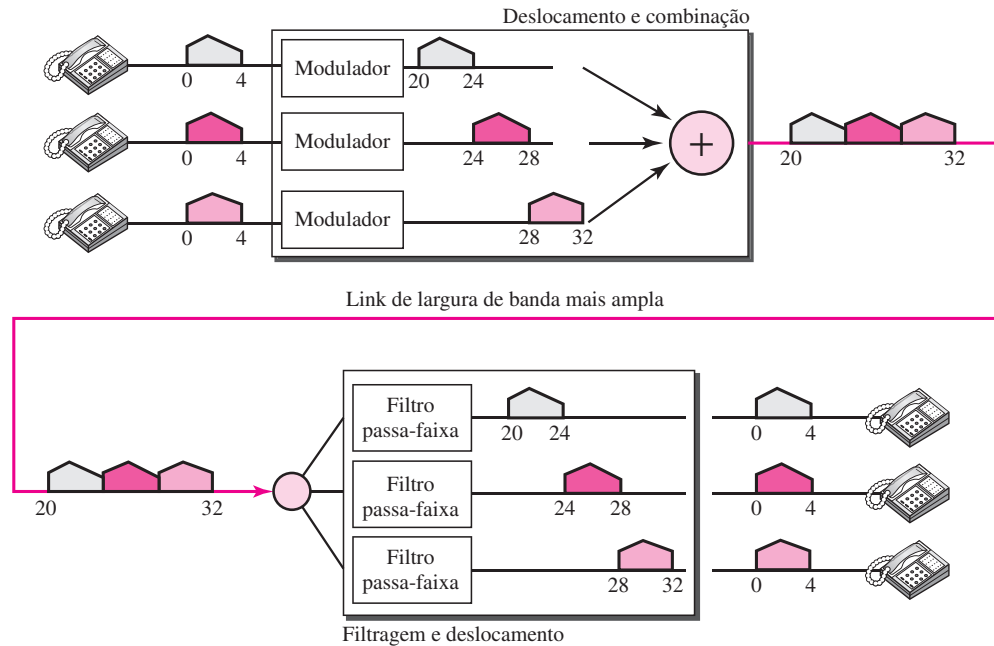 Deslocamento e combinação
0 4
Modulador
20 24
0 4
Modulador
24 28
+
20 32
0 4
Modulador
28 32
Link de largura de banda mais ampla
Filtro
passa-faixa
20 24
0 4
20 32
Filtro
passa-faixa
24 28
0 4
Filtro
passa-faixa
28 32
0 4
Filtragem e deslocamento